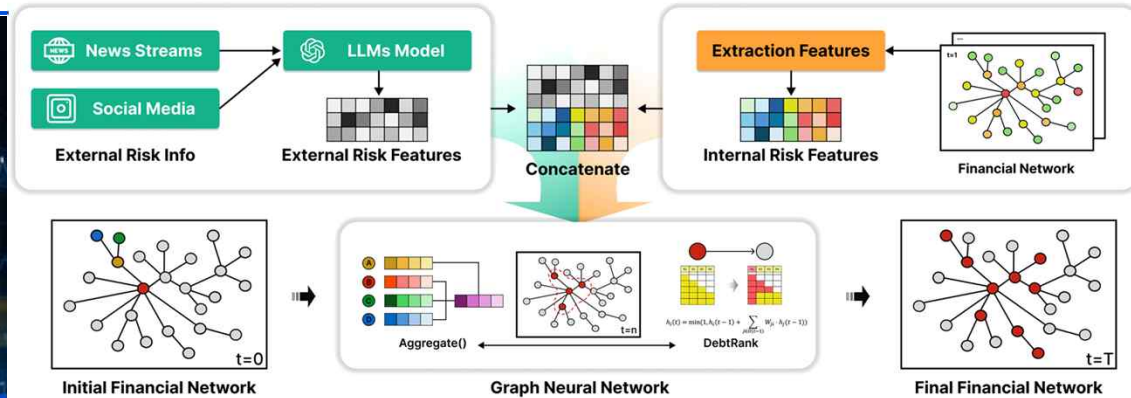 NEWS
News Streams
LLMs Model
Social Media
External Risk Info
External Risk Features
Concatenate
Extraction Features
Internal Risk Features
t=1
Financial Network
t=0
Initial Financial Network
A
B
C
D
Aggregate()
t=n
DebtRank
Graph Neural Network
t=T
Final Financial Network